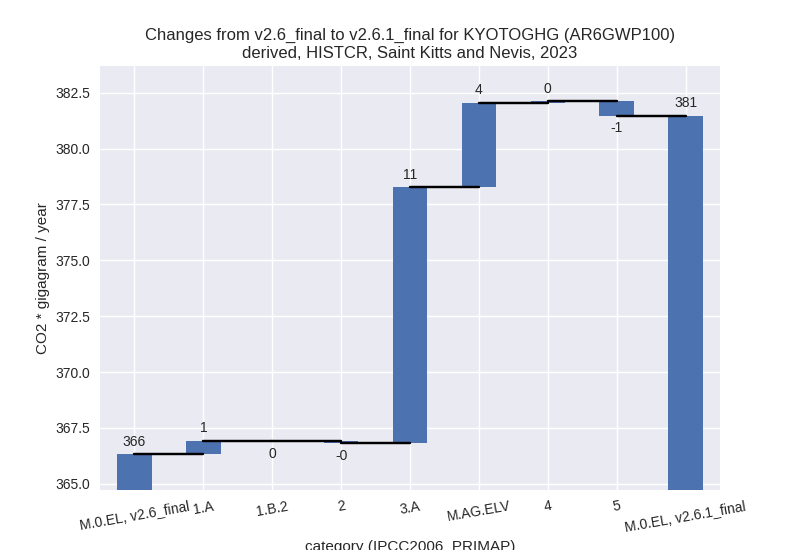 Changes from v2.6_final to v2.6.1_final for KYOTOGHG (AR6GWP100)
derived, HISTCR, Saint Kitts and Nevis, 2023
CO2 * gigagram / year
382.5
380.0
377.5
375.0
372.5
370.0
367.5
365.0
366
1
0
-0
11
4
0
-1
381
M.0.EL, v2.6_final
1.A
1.B.2
2
3.A
M.AG.ELV
4
5
M.0.EL, v2.6.1_final
category (IPCC2006_PRIMAP)